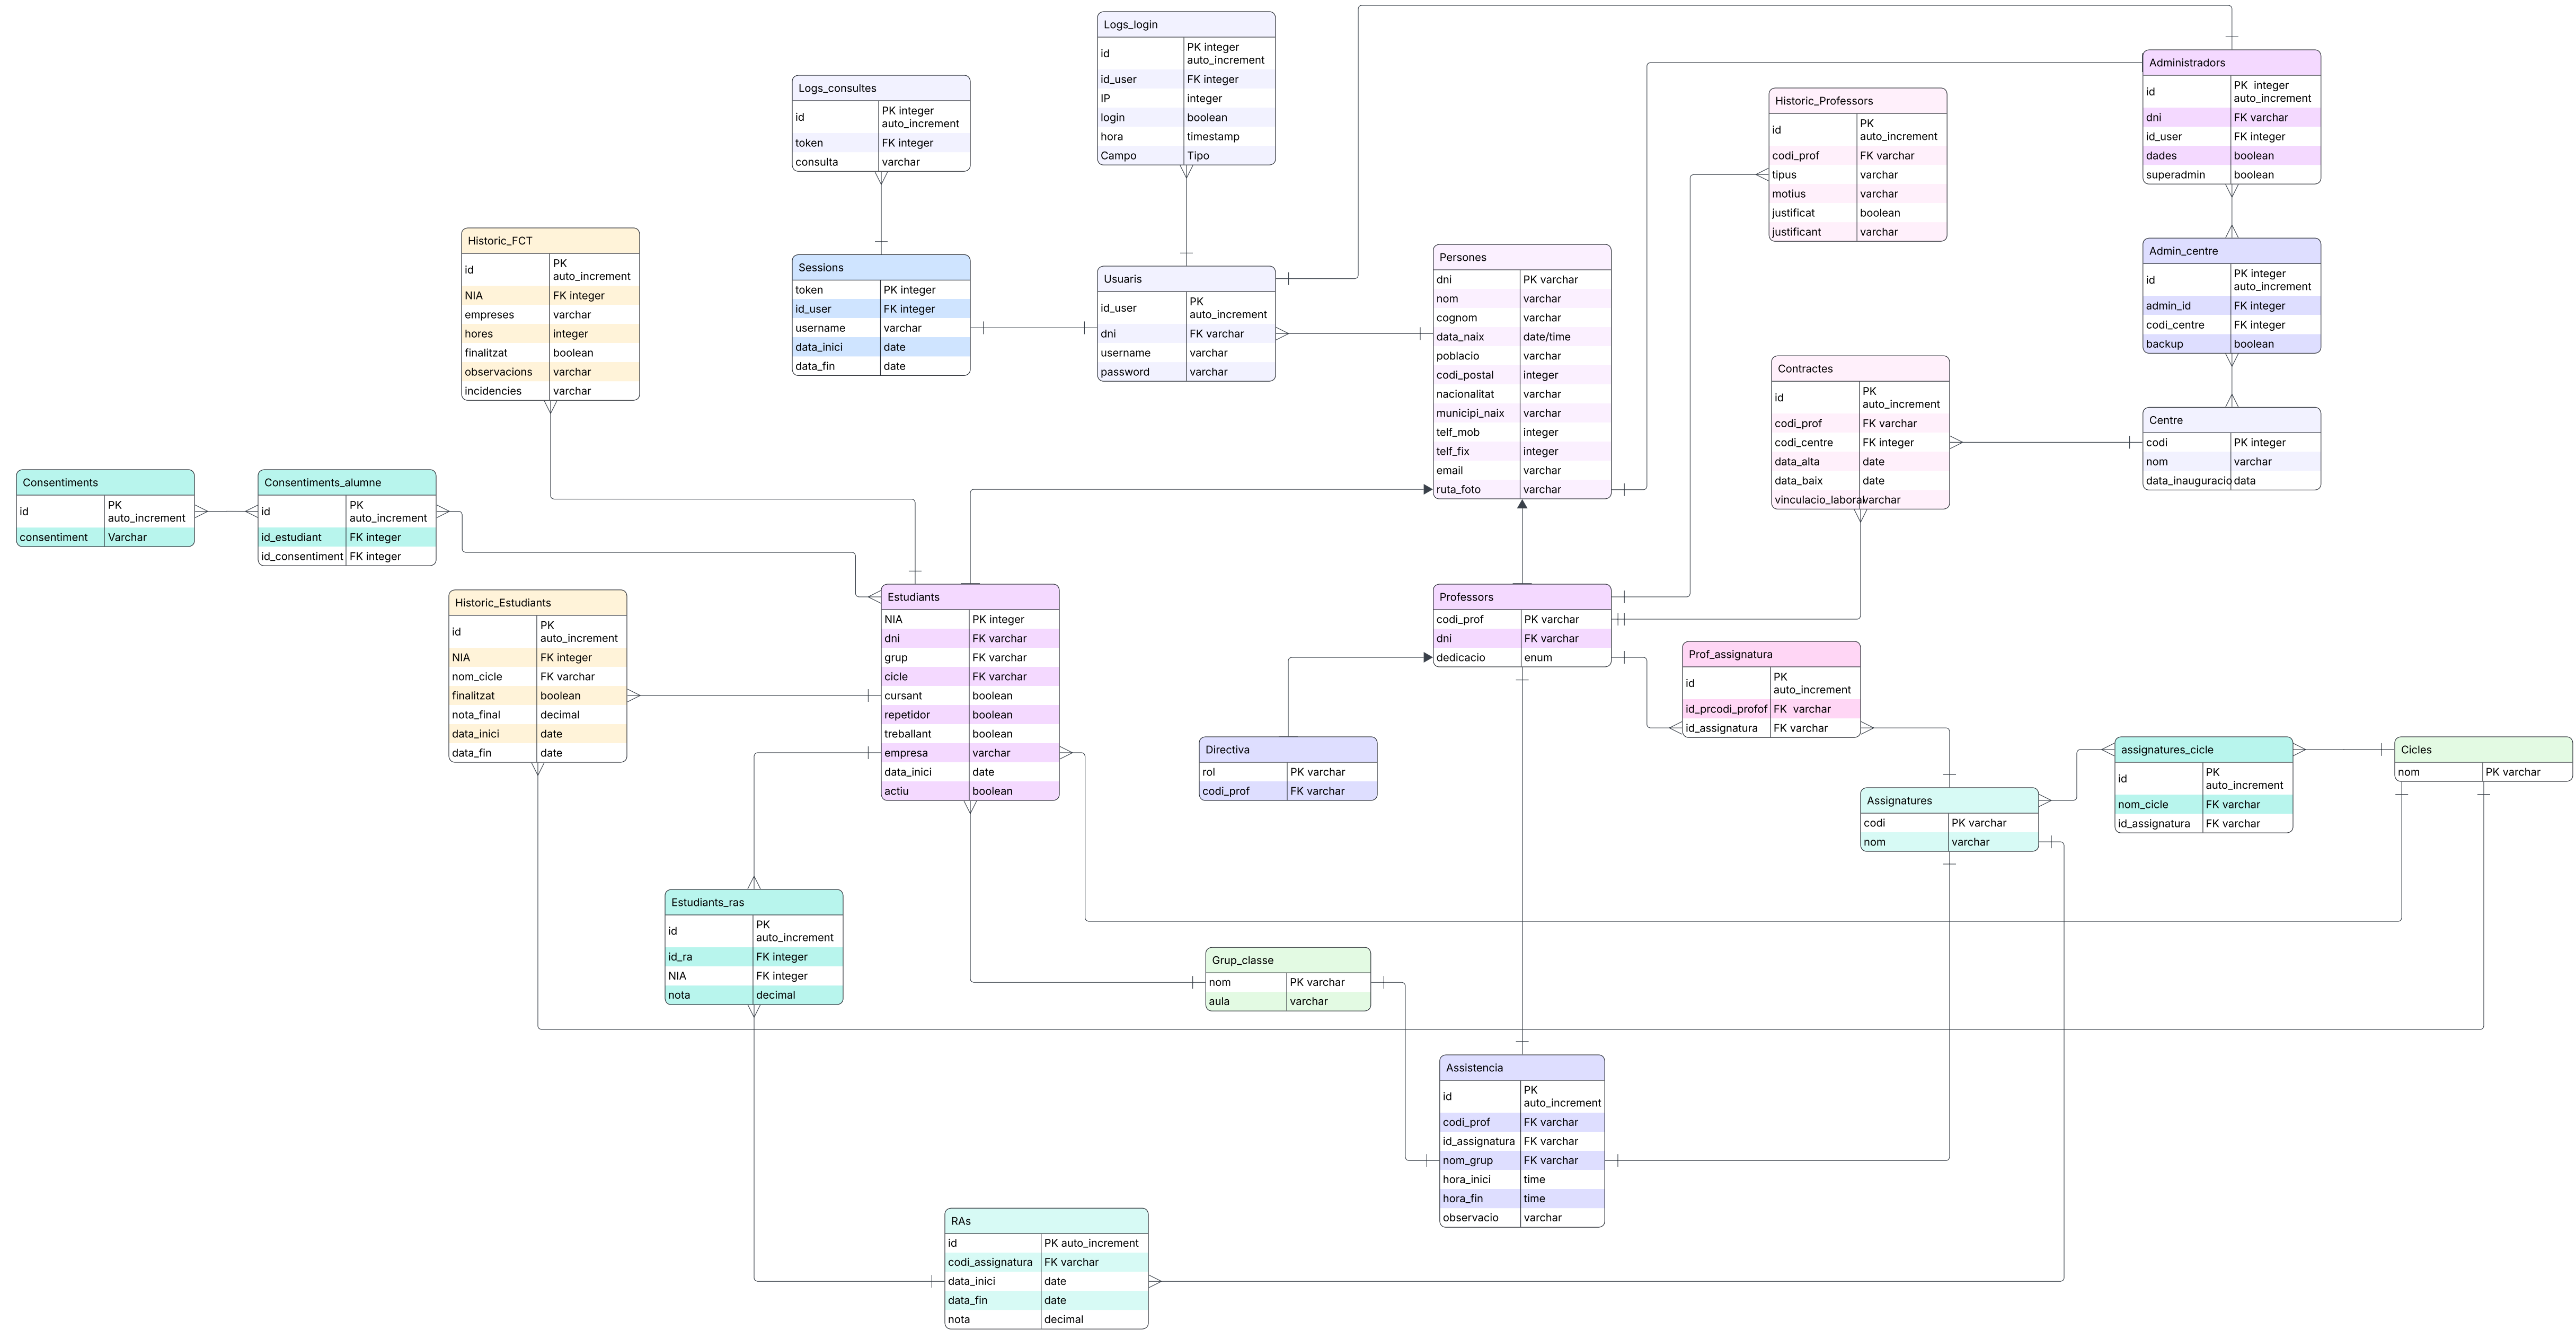 Logs_login
id PK integer
auto_increment
id_user FK integer
IP integer
login boolean
hora timestamp
Campo Tipo
Administradors
id PK  integer
auto_increment
dni FK varchar
id_user FK integer
dades boolean
superadmin boolean
Logs_consultes
id PK integer
auto_increment
token FK integer
consulta varchar
Historic_Professors
id PK
auto_increment
codi_prof FK varchar
tipus varchar
motius varchar
justificat boolean
justificant varchar
Historic_FCT
id PK
auto_increment
NIA FK integer
empreses varchar
hores integer
finalitzat boolean
observacions varchar
incidencies varchar
Sessions
token PK integer
id_user FK integer
username varchar
data_inici date
data_fin date
Usuaris
id_user PK
auto_increment
dni FK varchar
username varchar
password varchar
Persones
dni PK varchar
nom varchar
cognom varchar
data_naix date/time
poblacio varchar
codi_postal integer
nacionalitat varchar
municipi_naix varchar
telf_mob integer
telf_fix integer
email varchar
ruta_foto varchar
Admin_centre
id PK integer
auto_increment
admin_id FK integer
codi_centre FK integer
backup boolean
Contractes
id PK
auto_increment
codi_prof FK varchar
codi_centre FK integer
data_alta date
data_baix date
vinculacio_laboral varchar
Centre
codi PK integer
nom varchar
data_inauguracio data
Consentiments
id PK
auto_increment
consentiment Varchar
Consentiments_alumne
id PK
auto_increment
id_estudiant FK integer
id_consentiment FK integer
Historic_Estudiants
id PK
auto_increment
NIA FK integer
nom_cicle FK varchar
finalitzat boolean
nota_final decimal
data_inici date
data_fin date
Estudiants
NIA PK integer
dni FK varchar
grup FK varchar
cicle FK varchar
cursant boolean
repetidor boolean
treballant boolean
empresa varchar
data_inici date
actiu boolean
Professors
codi_prof PK varchar
dni FK varchar
dedicacio enum
Prof_assignatura
id PK
auto_increment
id_prcodi_profof FK  varchar
id_assignatura FK varchar
Directiva
rol PK varchar
codi_prof FK varchar
Assignatures
codi PK varchar
nom varchar
assignatures_cicle
id PK
auto_increment
nom_cicle FK varchar
id_assignatura FK varchar
Cicles
nom PK varchar
Estudiants_ras
id PK
auto_increment
id_ra FK integer
NIA FK integer
nota decimal
Grup_classe
nom PK varchar
aula varchar
Assistencia
id PK
auto_increment
codi_prof FK varchar
id_assignatura FK varchar
nom_grup FK varchar
hora_inici time
hora_fin time
observacio varchar
RAs
id PK auto_increment
codi_assignatura FK varchar
data_inici date
data_fin date
nota decimal